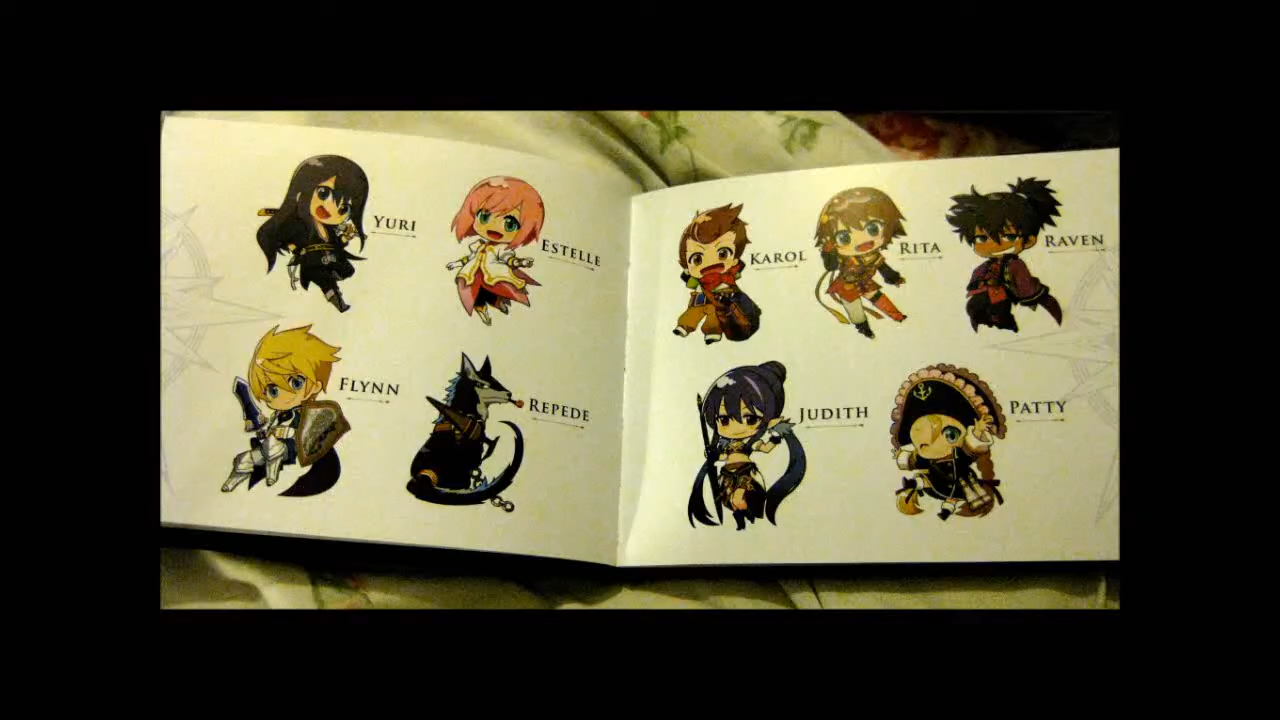 YURI
ESTELLE
FLYNN
REPEDE
KAROL
RITA
RAVEN
JUDITH
PATTY